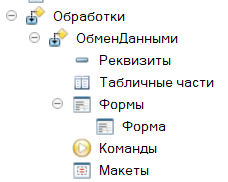 Обработки
ОбменДанными
Реквизиты
Табличные части
Формы
Форма
Команды
Макеты